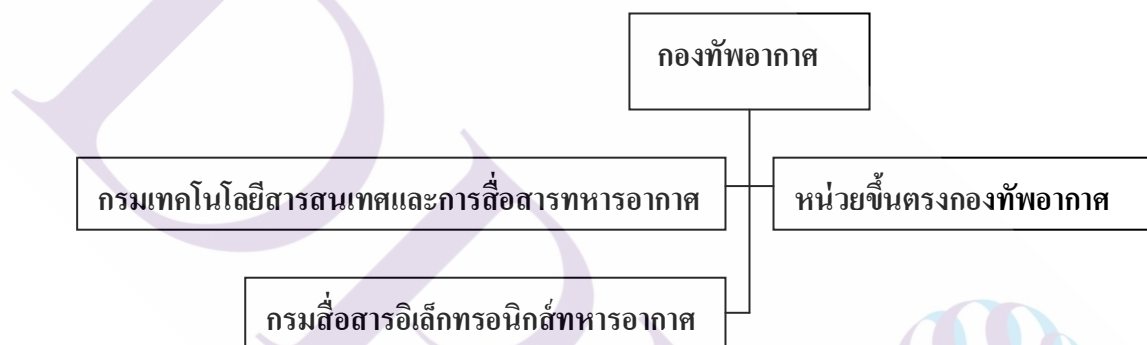 กองทัพอากาศ
กรมเทคโนโลยีสารสนเทศและการสื่อสารทหารอากาศ
หน่วยขึ้นตรงกองทัพอากาศ
กรมสื่อสารอิเล็กทรอนิกส์ทหารอากาศ